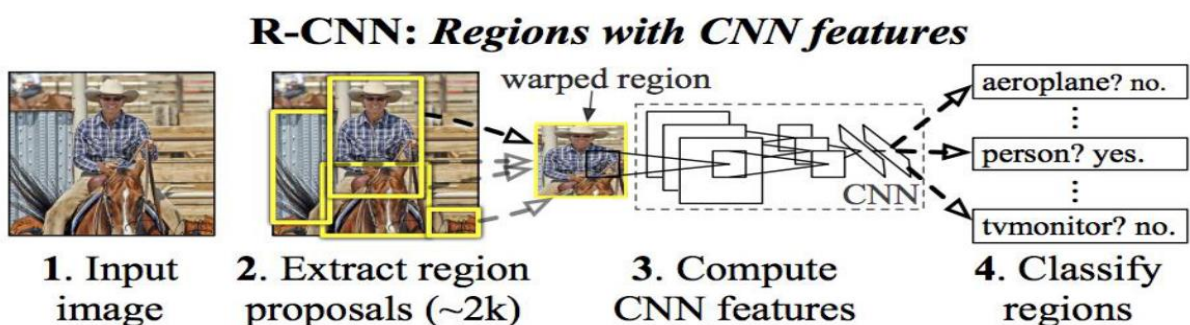 R-CNN: Regions with CNN features
warped region
aeroplane? no.
⋮
person? yes.
⋮
tvmonitor? no.
CNN
1. Input
image
2. Extract region
proposals (~2k)
3. Compute
CNN features
4. Classify
regions